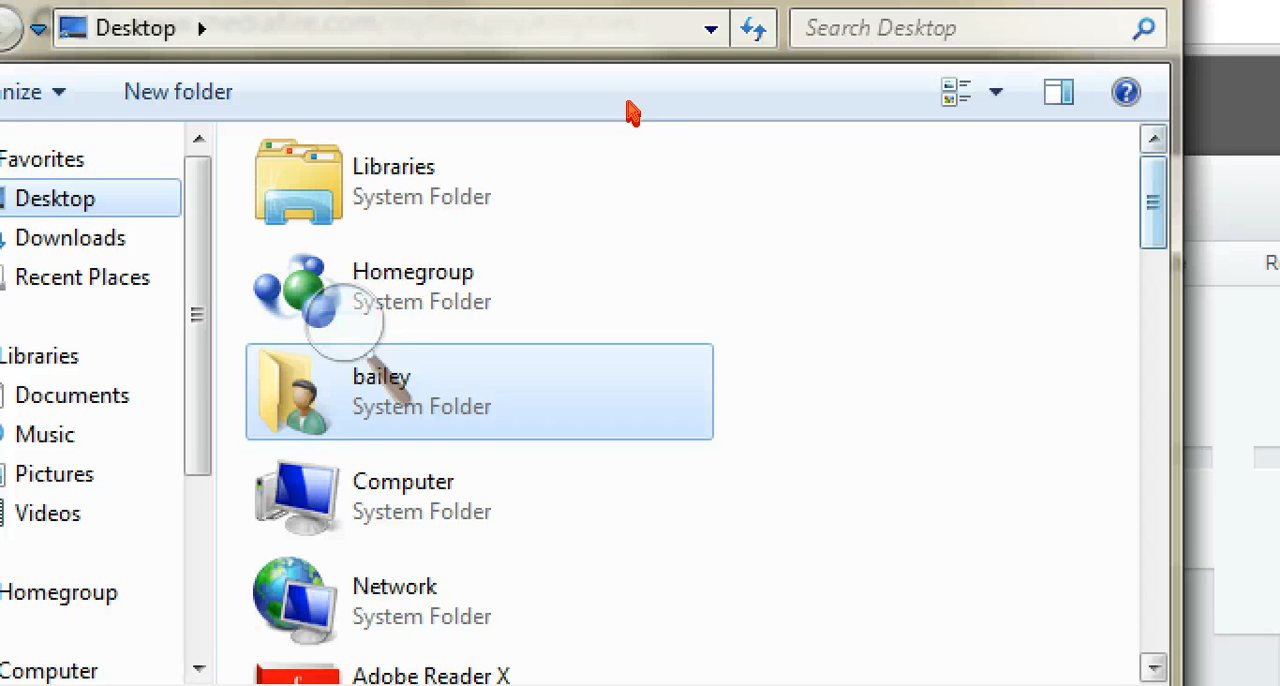 Desktop
Search Desktop
nize
New folder
Favorites
Desktop
Downloads
Recent Places
Libraries
Documents
Music
Pictures
Videos
Homegroup
Computer
Libraries
System Folder
Homegroup
System Folder
bailey
System Folder
Computer
System Folder
Network
System Folder
Adobe Reader X
R